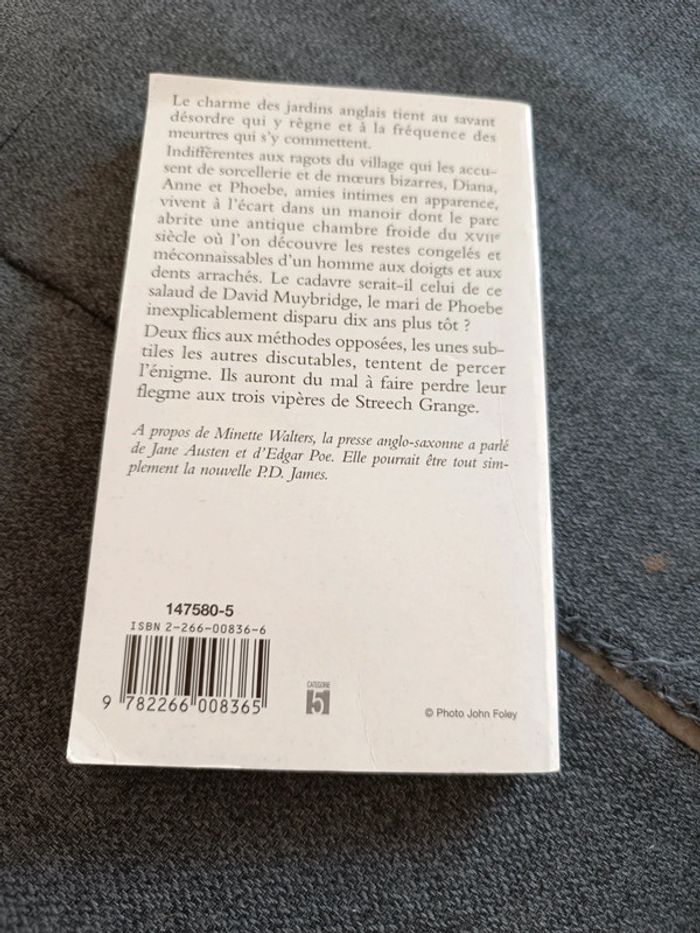 Le charme des jardins anglais tient au savant
désordre qui y règne et à la fréquence des
meurtres qui s'y commettent.
Indifférentes aux ragots du village qui les accu-
sent de sorcellerie et de mœurs bizarres, Diana,
Anne et Phoebe, amies intimes en apparence,
vivent à l'écart dans un manoir dont le parc
abrite une antique chambre froide du XVIIe
siècle où l'on découvre les restes congelés et
méconnaissables d'un homme aux doigts et aux
dents arrachés. Le cadavre serait-il celui de ce
salaud de David Muybridge, le mari de Phoebe
inexplicablement disparu dix ans plus tôt ?
Deux flics aux méthodes opposées, les unes sub-
tiles les autres discutables, tentent de percer
l'énigme. Ils auront du mal à faire perdre leur
flegme aux trois vipères de Streech Grange.
A propos de Minette Walters, la presse anglo-saxonne a parlé
de Jane Austen et d'Edgar Poe. Elle pourrait être tout sim-
plement la nouvelle P.D. James.
147580-5
ISBN 2-266-00836-6
9 782266 008365
CATEGORIE
5
© Photo John Foley